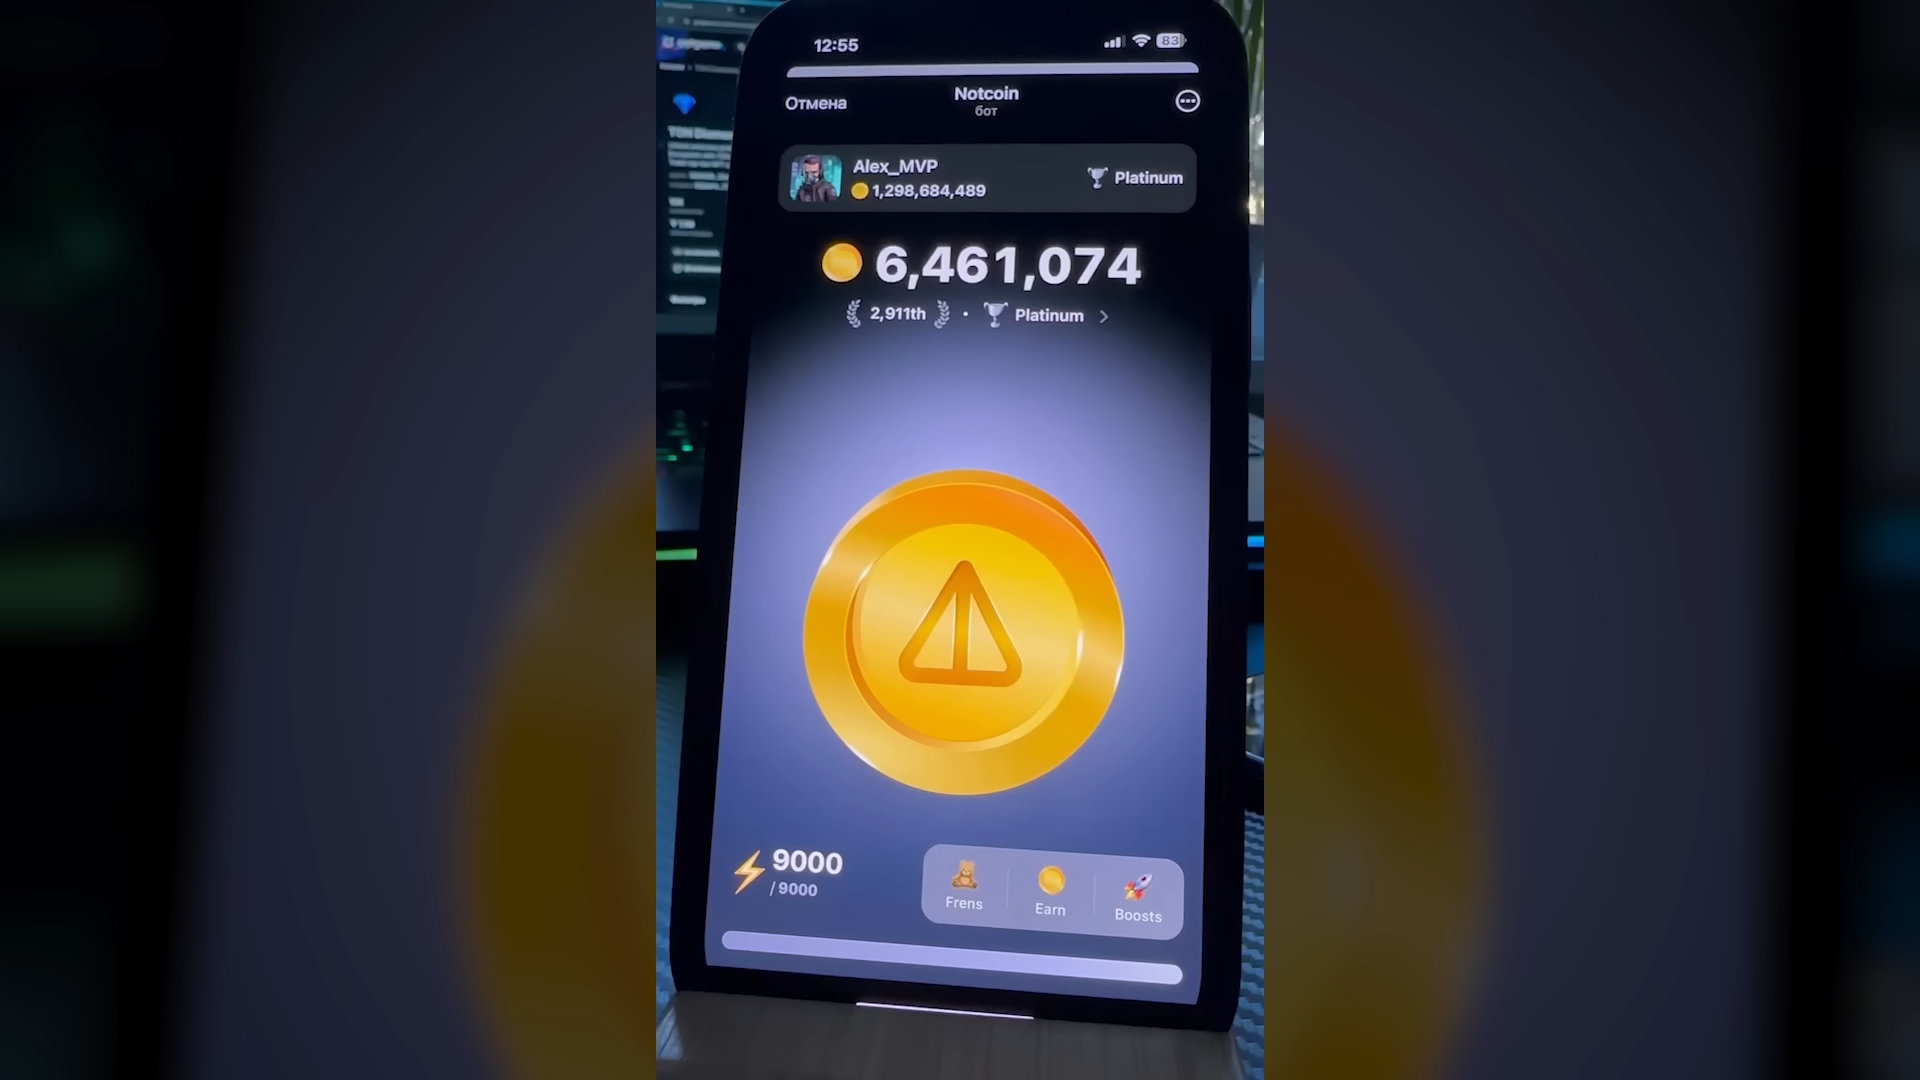 12:55
83
Отмена
Notcoin
бот
Alex_MVP
1,298,684,489
Platinum
6,461,074
2,911th • Platinum >
9000
/ 9000
Frens
Earn
Boosts